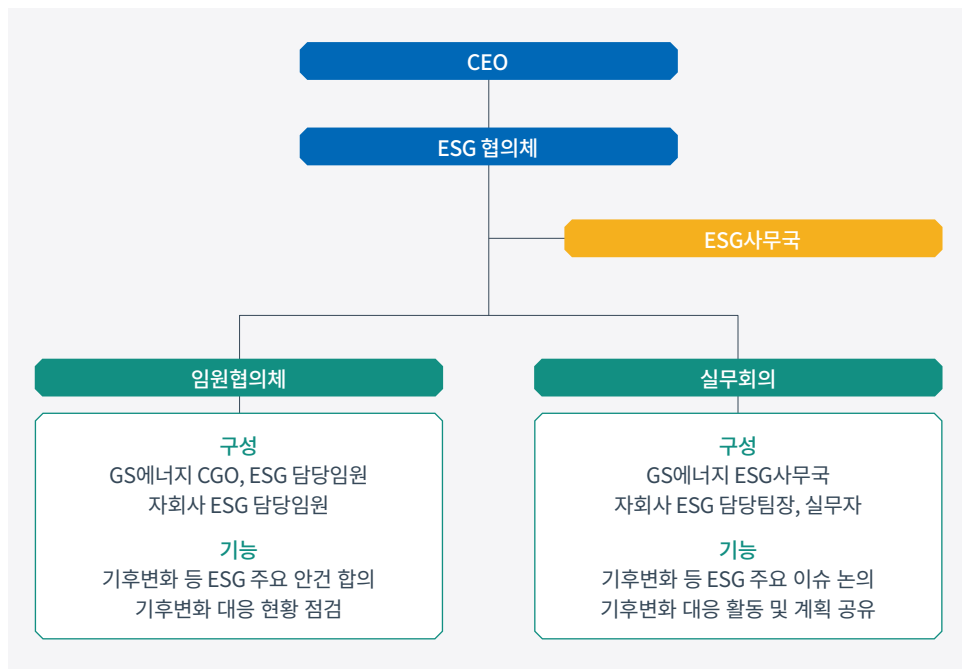 CEO
ESG 협의체
ESG사무국
임원협의체
구성
GS에너지 CGO, ESG 담당임원
자회사 ESG 담당임원
기능
기후변화 등 ESG 주요 안건 합의
기후변화 대응 현황 점검
실무회의
구성
GS에너지 ESG사무국
자회사 ESG 담당팀장, 실무자
기능
기후변화 등 ESG 주요 이슈 논의
기후변화 대응 활동 및 계획 공유